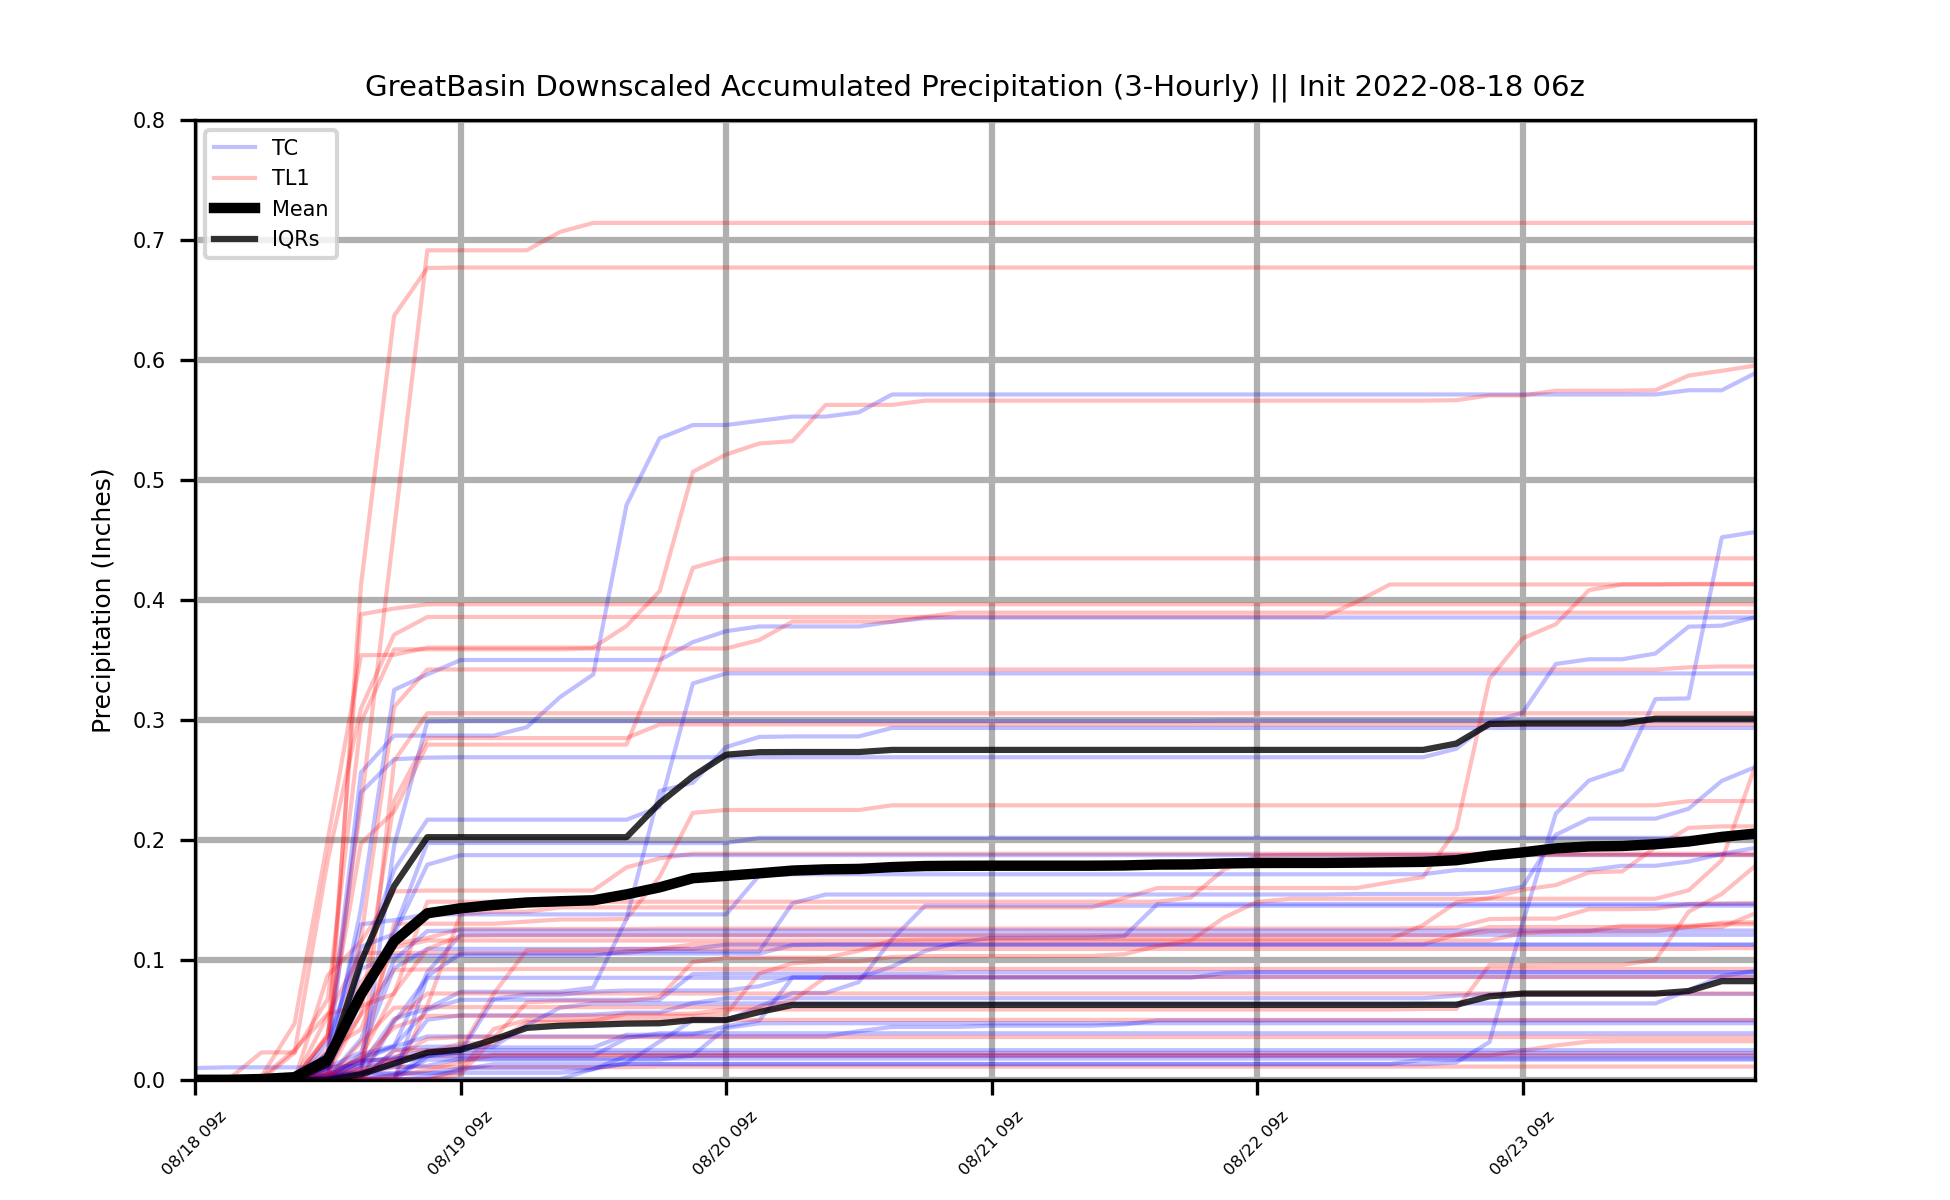 GreatBasin Downscaled Accumulated Precipitation (3-Hourly) || Init 2022-08-18 06z
TC
TL1
Mean
IQRs
Precipitation (Inches)
0.8
0.7
0.6
0.5
0.4
0.3
0.2
0.1
0.0
08/18 09z
08/19 09z
08/20 09z
08/21 09z
08/22 09z
08/23 09z